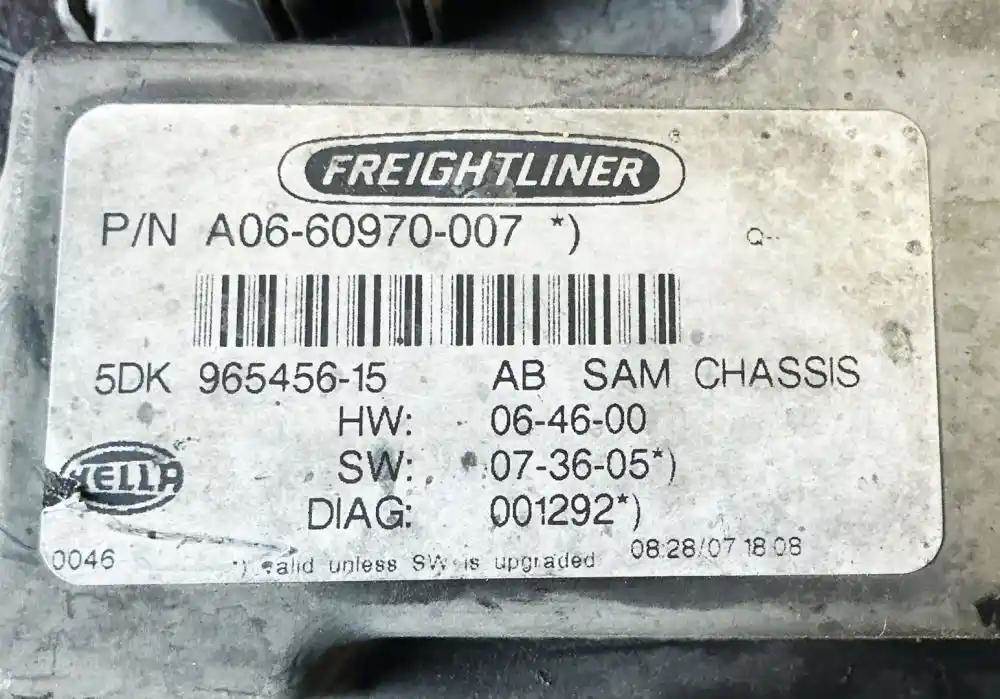 FREIGHTLINER ®
P/N A06-60970-007 *)
Q--
5DK 965456-15 AB SAM CHASSIS
HW: 06-46-00
SW: 07-36-05*)
DIAG: 001292*)
HELLA
0046
*) valid unless SW is upgraded
08/28/07 18:08